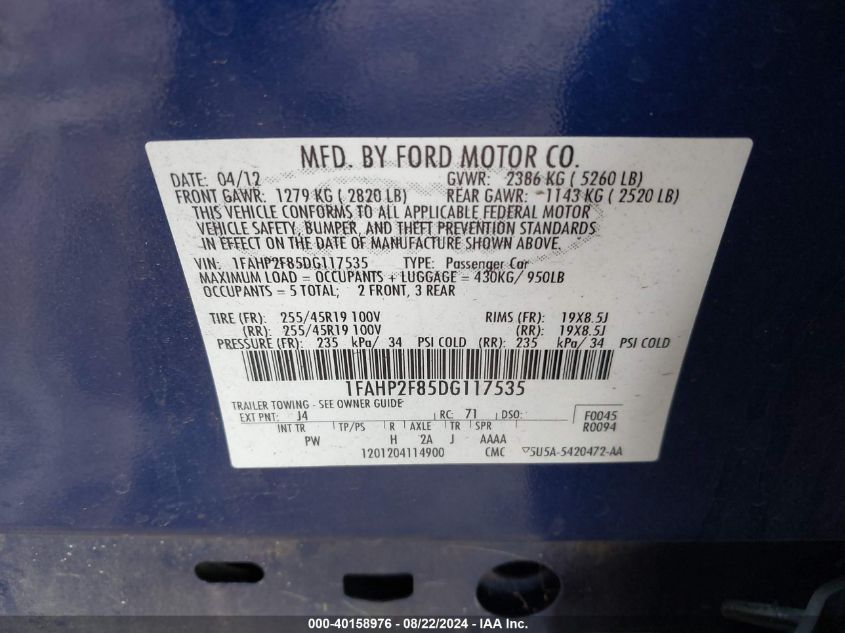 MFD. BY FORD MOTOR CO.
DATE: 04/12 GVWR: 2386 KG ( 5260 LB)
FRONT GAWR: 1279 KG ( 2820 LB) REAR GAWR: 1143 KG ( 2520 LB)
THIS VEHICLE CONFORMS TO ALL APPLICABLE FEDERAL MOTOR
VEHICLE SAFETY, BUMPER, AND THEFT PREVENTION STANDARDS
IN EFFECT ON THE DATE OF MANUFACTURE SHOWN ABOVE.
VIN: 1FAHP2F85DG117535 TYPE: Passenger Car
MAXIMUM LOAD = OCCUPANTS + LUGGAGE = 430KG/ 950LB
OCCUPANTS = 5 TOTAL; 2 FRONT, 3 REAR
TIRE (FR): 255/45R19 100V RIMS (FR): 19X8.5J
(RR): 255/45R19 100V (RR): 19X8.5J
PRESSURE (FR): 235 kPa/ 34 PSI COLD (RR): 235 kPa/ 34 PSI COLD
1FAHP2F85DG117535
TRAILER TOWING - SEE OWNER GUIDE
EXT PNT: J4 RC: 71 DSO: F0045
INT TR TP/PS R AXLE TR SPR R0094
PW H 2A J AAAA
1201204114900 CMC 5U5A-5420472-AA
000-40158976 - 08/22/2024 - IAA Inc.